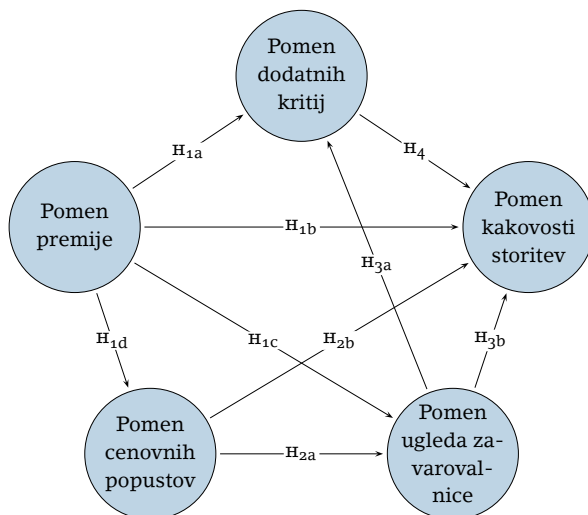 Pomen
dodatnih
kritij
H1a
H4
Pomen
premije
H1b
Pomen
kakovosti
storitev
H3a
H1d
H1c
H2b
H3b
Pomen
cenovnih
popustov
H2a
Pomen
ugleda za-
varoval-
nice